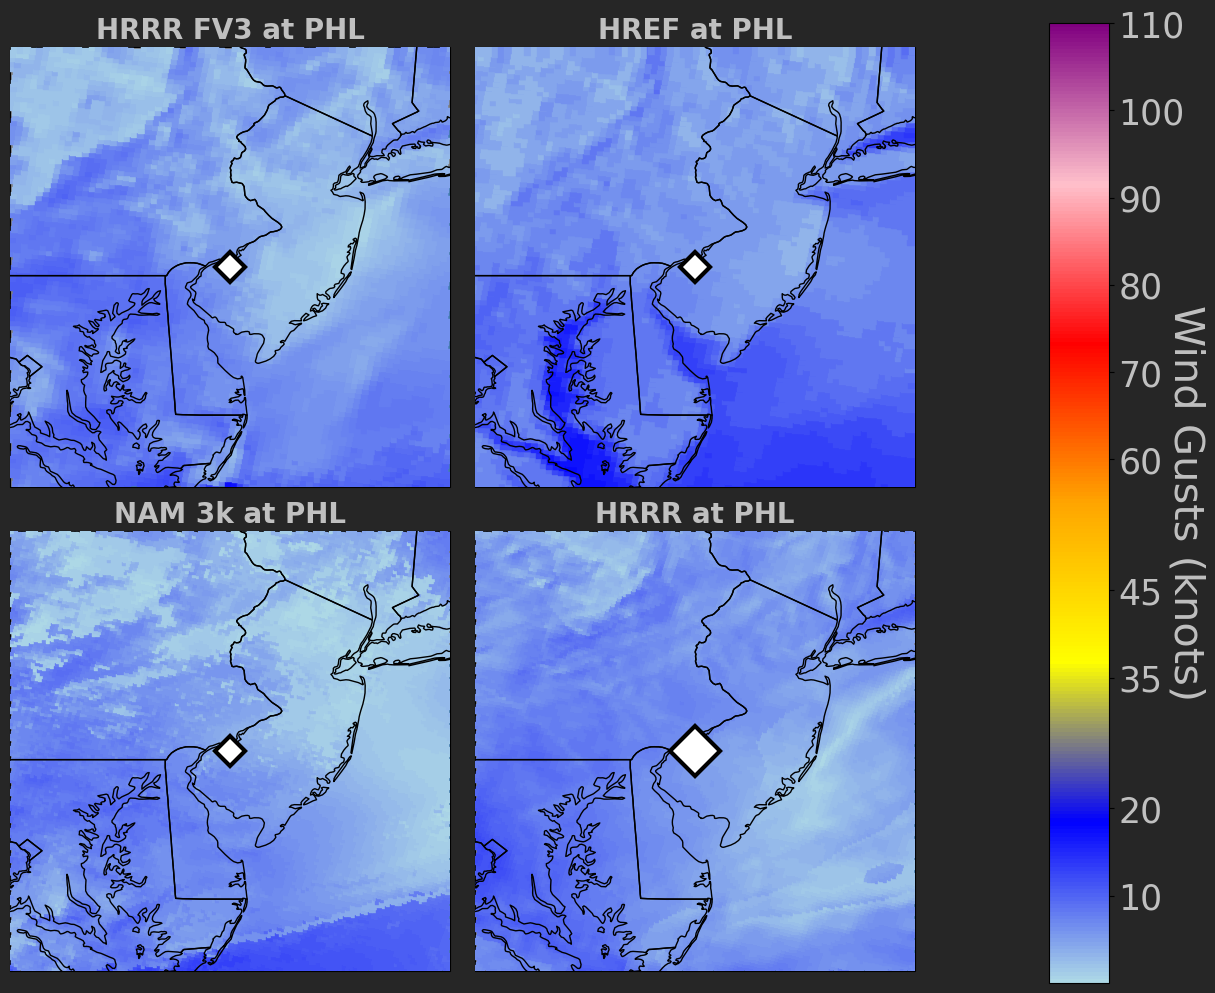 HRRR FV3 at PHL
HREF at PHL
NAM 3k at PHL
HRRR at PHL
110
100
90
80
70
60
45
35
20
10
Wind Gusts (knots)